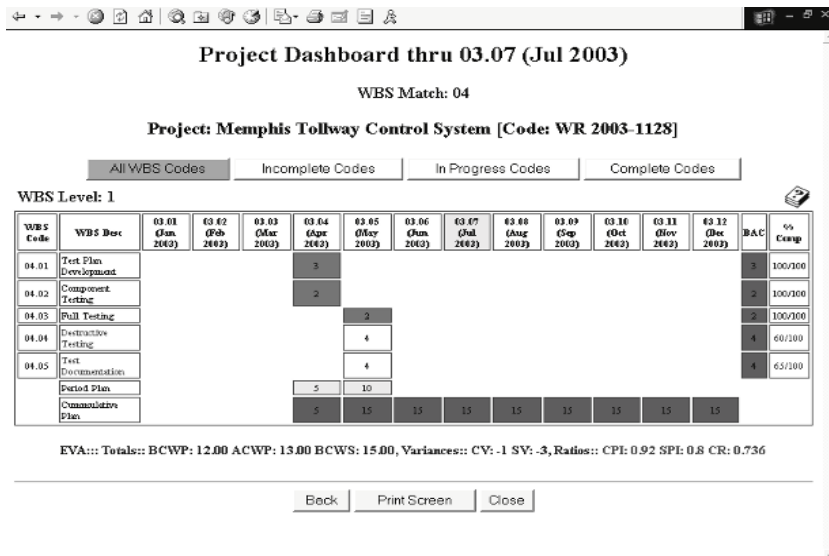 Project Dashboard thru 03.07 (Jul 2003)
WBS Match: 04
Project: Memphis Tollway Control System [Code: WR 2003-1128]
All WBS Codes Incomplete Codes In Progress Codes Complete Codes
WBS Level: 1
WBS Code WBS Desc 03.01 (Jan 2003) 03.02 (Feb 2003) 03.03 (Mar 2003) 03.04 (Apr 2003) 03.05 (May 2003) 03.06 (Jun 2003) 03.07 (Jul 2003) 03.08 (Aug 2003) 03.09 (Sep 2003) 03.10 (Oct 2003) 03.11 (Nov 2003) 03.12 (Dec 2003) BAC % Comp
04.01 Test Plan Development 3 3 100/100
04.02 Component Testing 2 2 100/100
04.03 Full Testing 2 2 100/100
04.04 Destructive Testing 4 4 60/100
04.05 Test Documentation 4 4 65/100
Period Plan 5 10
Cummulative Plan 5 15 15 15 15 15 15 15 15
EVA::: Totals:: BCWP: 12.00 ACWP: 13.00 BCWS: 15.00, Variances:: CV: -1 SV: -3, Ratios:: CPI: 0.92 SPI: 0.8 CR: 0.736
Back Print Screen Close